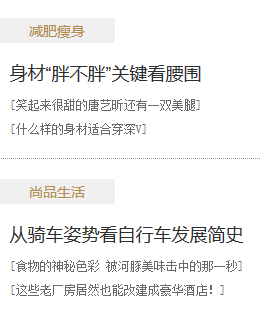 减肥瘦身
身材“胖不胖”关键看腰围
[笑起来很甜的唐艺昕还有一双美腿]
[什么样的身材适合穿深V]
尚品生活
从骑车姿势看自行车发展简史
[食物的神秘色彩 被河豚美味击中的那一秒]
[这些老厂房居然也能改建成豪华酒店！]